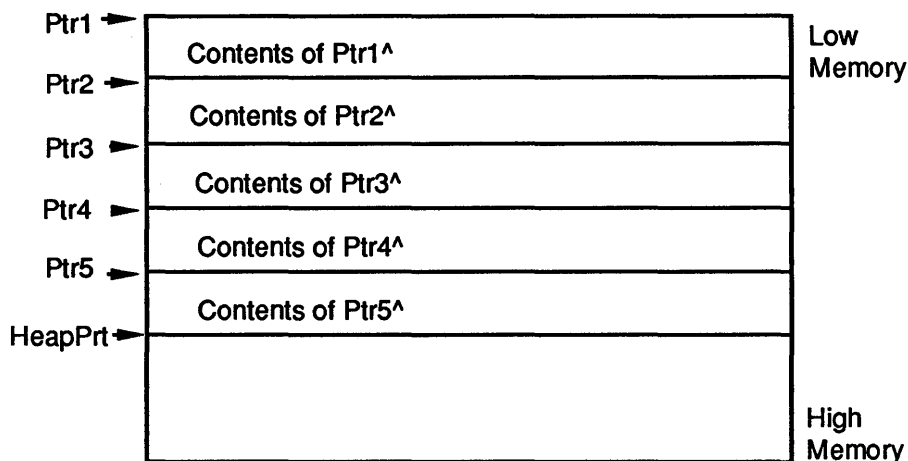 Ptr1
Low
Memory
Contents of Ptr1^
Ptr2
Contents of Ptr2^
Ptr3
Contents of Ptr3^
Ptr4
Contents of Ptr4^
Ptr5
Contents of Ptr5^
HeapPrt
High
Memory